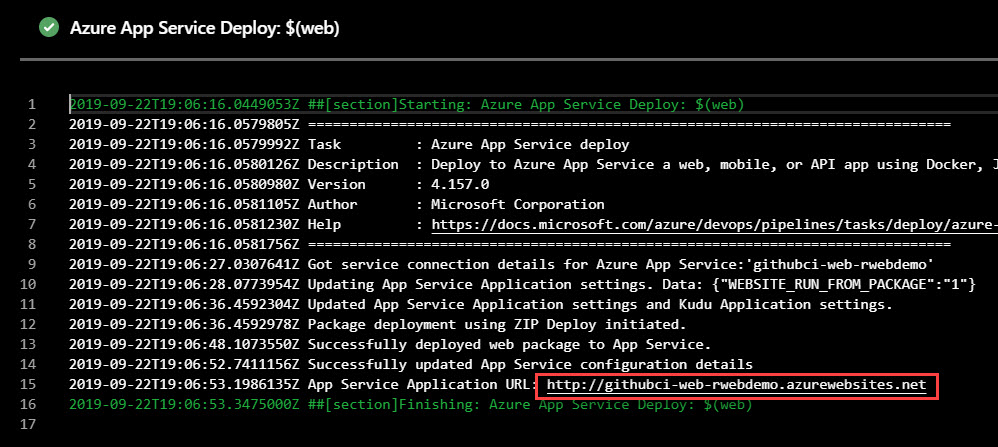 Azure App Service Deploy: $(web)
1 2019-09-22T19:06:16.0449053Z ##[section]Starting: Azure App Service Deploy: $(web)
2 2019-09-22T19:06:16.0579805Z ==============================================================================
3 2019-09-22T19:06:16.0579992Z Task         : Azure App Service deploy
4 2019-09-22T19:06:16.0580126Z Description  : Deploy to Azure App Service a web, mobile, or API app using Docker, J
5 2019-09-22T19:06:16.0580980Z Version      : 4.157.0
6 2019-09-22T19:06:16.0581105Z Author       : Microsoft Corporation
7 2019-09-22T19:06:16.0581230Z Help         : https://docs.microsoft.com/azure/devops/pipelines/tasks/deploy/azure-
8 2019-09-22T19:06:16.0581756Z ==============================================================================
9 2019-09-22T19:06:27.0307641Z Got service connection details for Azure App Service:'githubci-web-rwebdemo'
10 2019-09-22T19:06:28.0773954Z Updating App Service Application settings. Data: {"WEBSITE_RUN_FROM_PACKAGE":"1"}
11 2019-09-22T19:06:36.4592304Z Updated App Service Application settings and Kudu Application settings.
12 2019-09-22T19:06:36.4592978Z Package deployment using ZIP Deploy initiated.
13 2019-09-22T19:06:48.1073550Z Successfully deployed web package to App Service.
14 2019-09-22T19:06:52.7411156Z Successfully updated App Service configuration details
15 2019-09-22T19:06:53.1986135Z App Service Application URL: http://githubci-web-rwebdemo.azurewebsites.net
16 2019-09-22T19:06:53.3475000Z ##[section]Finishing: Azure App Service Deploy: $(web)
17